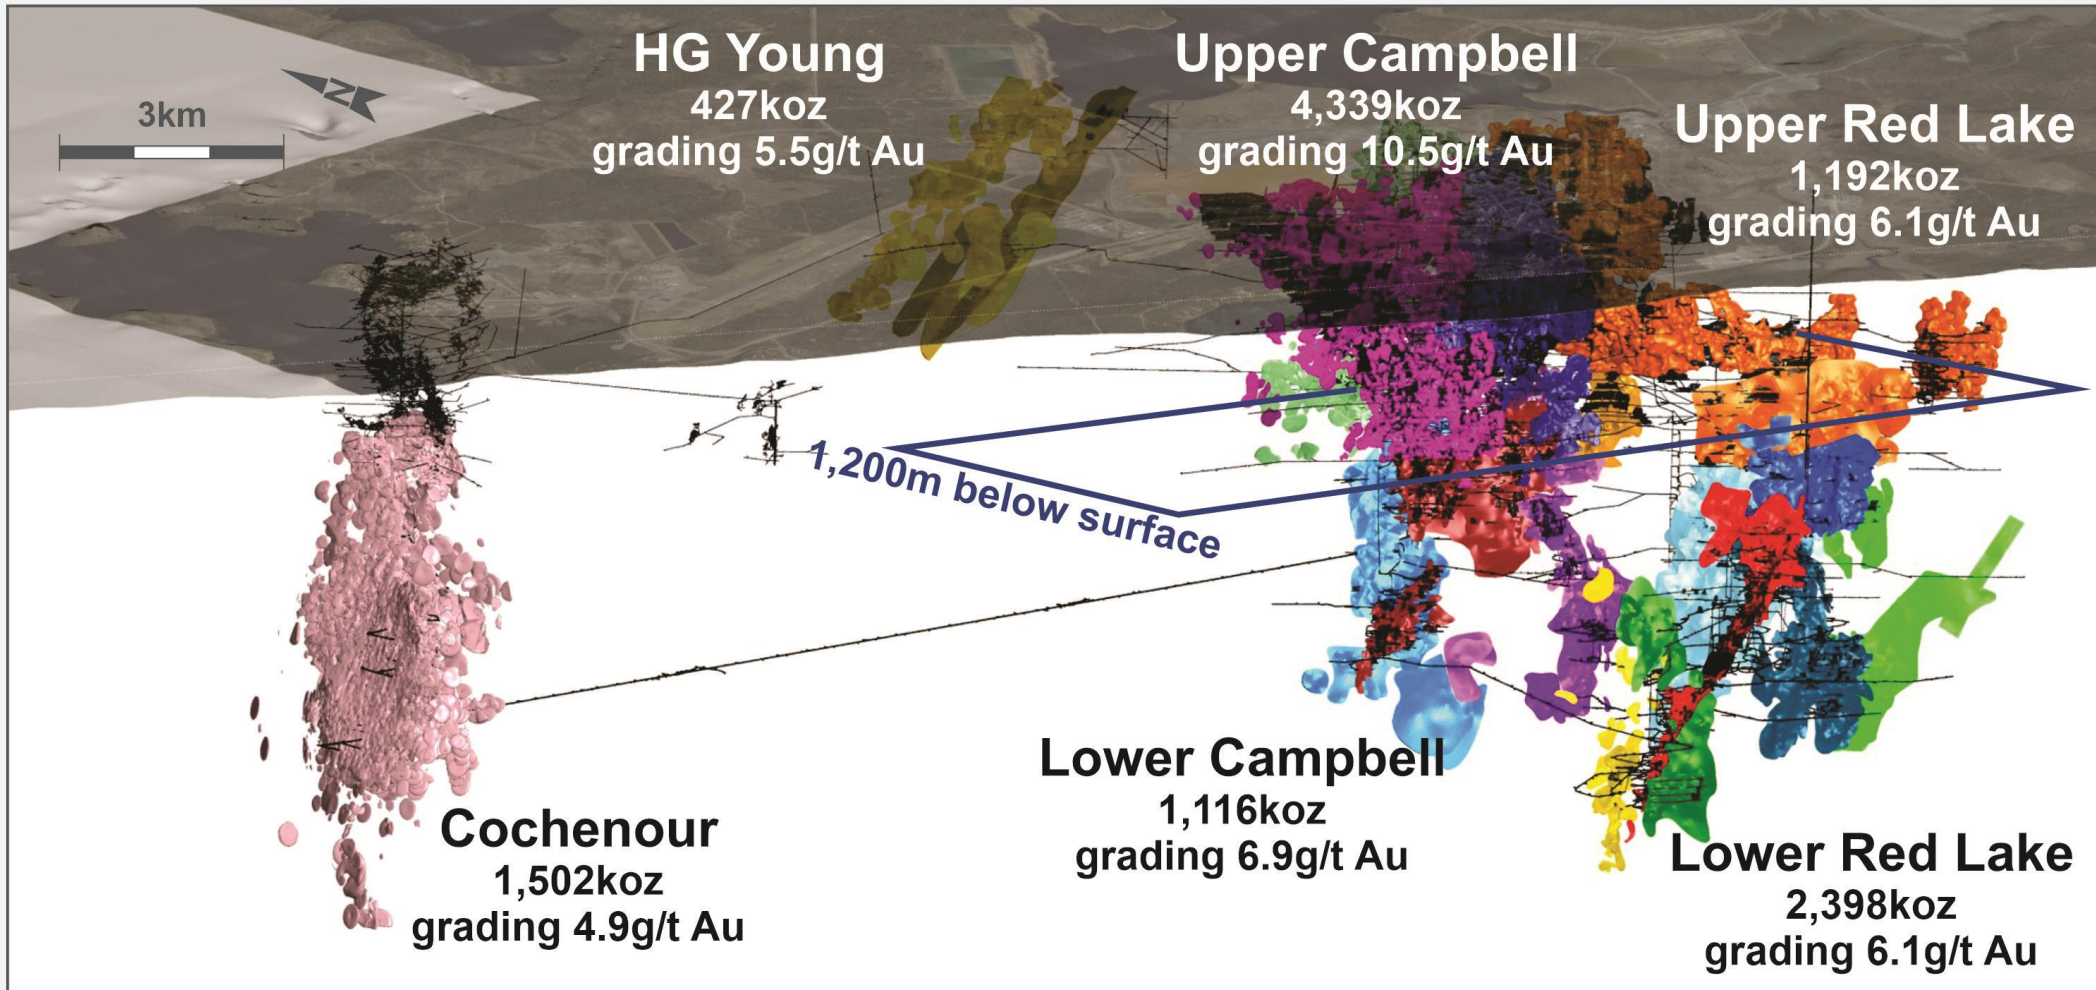 3km
N
HG Young
427koz
grading 5.5g/t Au
Upper Campbell
4,339koz
grading 10.5g/t Au
Upper Red Lake
1,192koz
grading 6.1g/t Au
1,200m below surface
Lower Campbell
1,116koz
grading 6.9g/t Au
Cochenour
1,502koz
grading 4.9g/t Au
Lower Red Lake
2,398koz
grading 6.1g/t Au